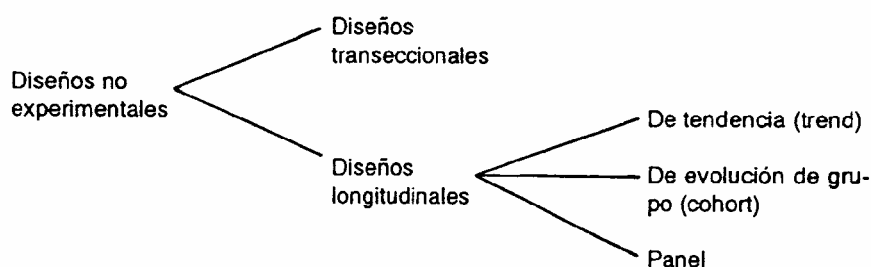 Diseños no
experimentales
Diseños
transeccionales
Diseños
longitudinales
De tendencia (trend)
De evolución de gru-
po (cohort)
Panel